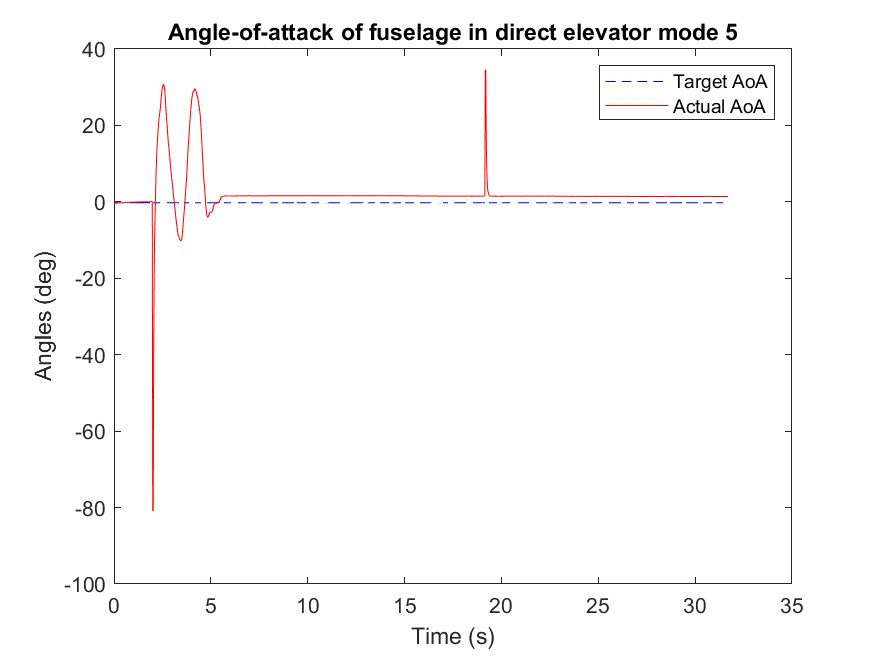 Angle-of-attack of fuselage in direct elevator mode 5
Target AoA
Actual AoA
40
20
0
-20
-40
-60
-80
-100
Angles (deg)
0 5 10 15 20 25 30 35
Time (s)